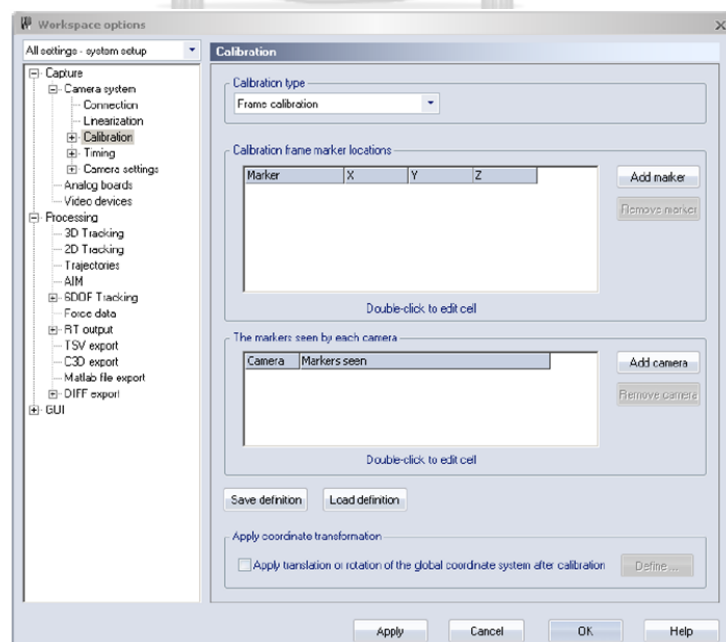 Workspace options
All settings - system setup
Capture
Camera system
Connection
Linearization
Calibration
Timing
Camera settings
Analog boards
Video devices
Processing
3D Tracking
2D Tracking
Trajectories
AIM
6DOF Tracking
Force data
RT output
TSV export
C3D export
Matlab file export
DIFF export
GUI
Calibration
Calibration type
Frame calibration
Calibration frame marker locations
Marker X Y Z
Add marker
Remove marker
Double-click to edit cell
The markers seen by each camera
Camera Markers seen
Add camera
Remove camera
Double-click to edit cell
Save definition Load definition
Apply coordinate transformation
Apply translation or rotation of the global coordinate system after calibration Define ...
Apply Cancel OK Help